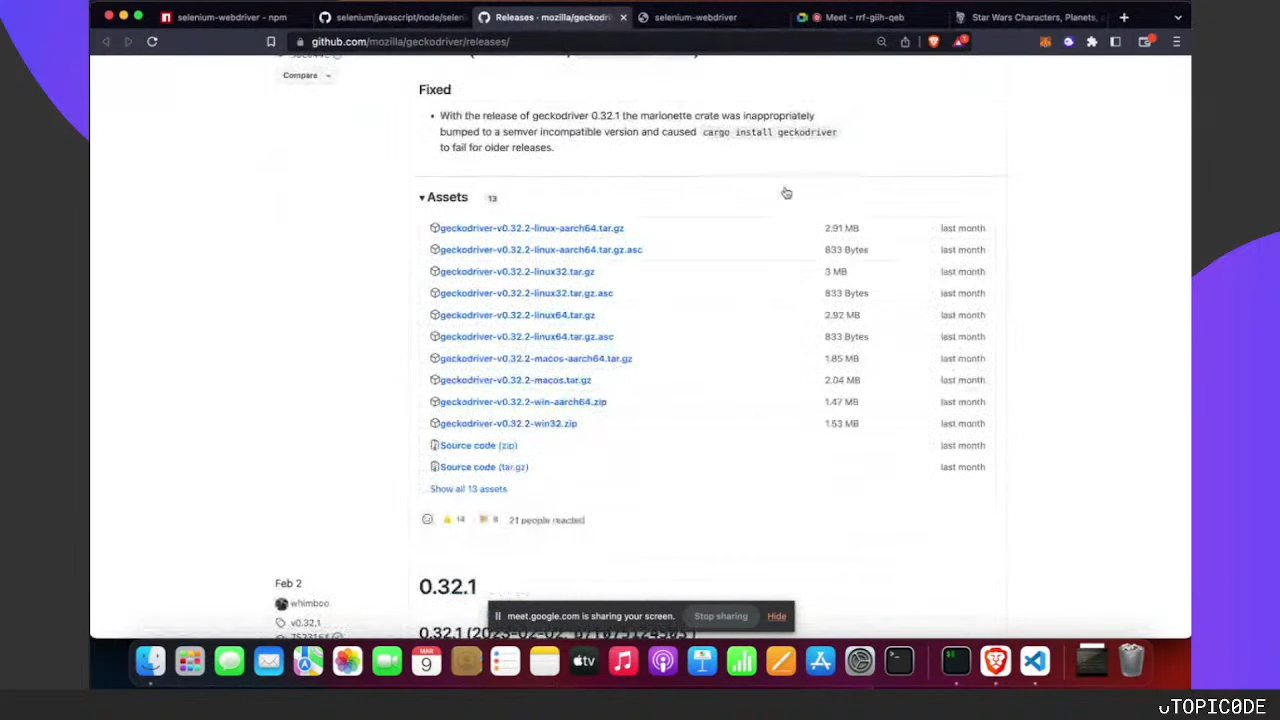 selenium-webdriver - npm
selenium/javascript/node/selen
Releases · mozilla/geckodri
selenium-webdriver
Meet - rrf-giih-qeb
Star Wars Characters, Planets,
github.com/mozilla/geckodriver/releases/
Compare
Fixed
With the release of geckodriver 0.32.1 the marionette crate was inappropriately
bumped to a semver incompatible version and caused cargo install geckodriver
to fail for older releases.
Assets 13
geckodriver-v0.32.2-linux-aarch64.tar.gz 2.91 MB last month
geckodriver-v0.32.2-linux-aarch64.tar.gz.asc 833 Bytes last month
geckodriver-v0.32.2-linux32.tar.gz 3 MB last month
geckodriver-v0.32.2-linux32.tar.gz.asc 833 Bytes last month
geckodriver-v0.32.2-linux64.tar.gz 2.92 MB last month
geckodriver-v0.32.2-linux64.tar.gz.asc 833 Bytes last month
geckodriver-v0.32.2-macos-aarch64.tar.gz 1.85 MB last month
geckodriver-v0.32.2-macos.tar.gz 2.04 MB last month
geckodriver-v0.32.2-win-aarch64.zip 1.47 MB last month
geckodriver-v0.32.2-win32.zip 1.53 MB last month
Source code (zip) last month
Source code (tar.gz) last month
Show all 13 assets
14 8 21 people reacted
Feb 2
0.32.1
whimboo
v0.32.1
meet.google.com is sharing your screen. Stop sharing Hide
MAR
9
tv
uTOPIC0DE